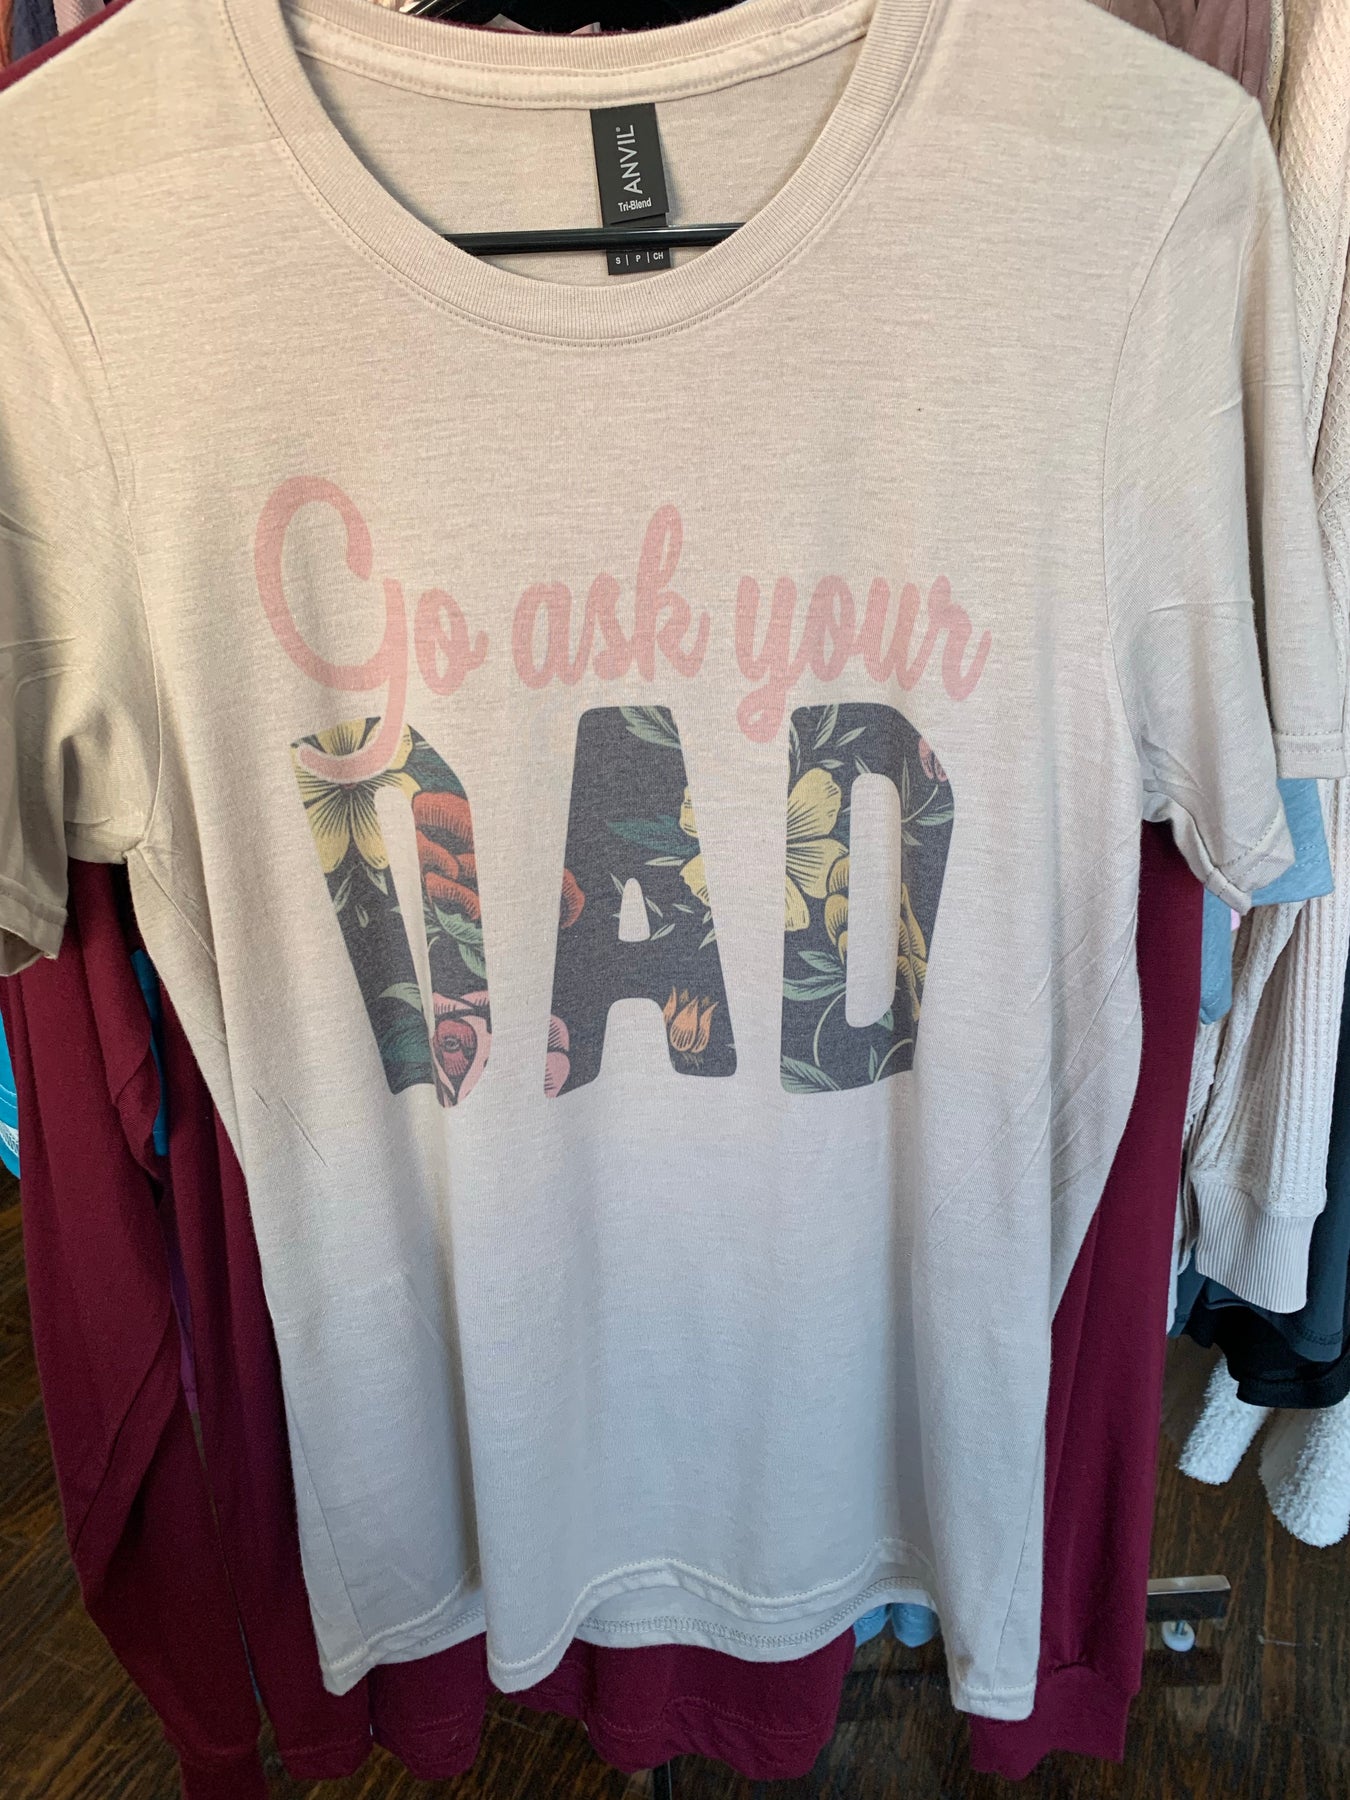 ANVIL®
Tri-Blend
S | P | CH
Go ask your
DAD